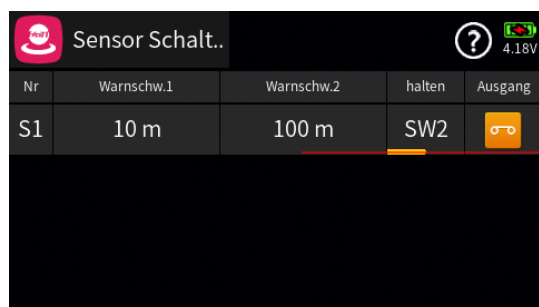 Sensor Schalt..
?
4.18V
Nr Warnschw.1 Warnschw.2 halten Ausgang
S1 10 m 100 m SW2